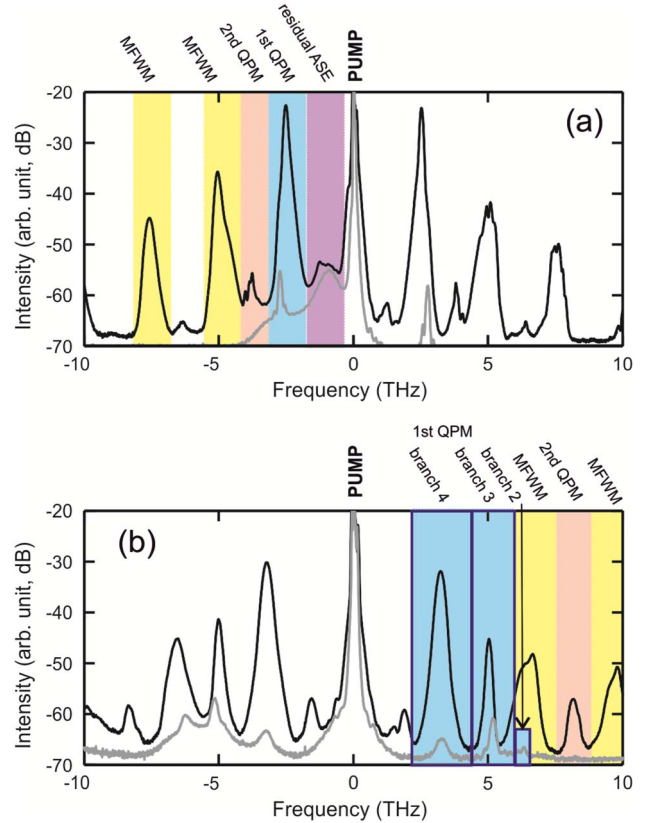 MFWM
MFWM
2nd QPM
1st QPM
residual ASE
PUMP
(a)
Intensity (arb. unit, dB)
-20
-30
-40
-50
-60
-70
-10
-5
0
5
10
Frequency (THz)
1st QPM
branch 4
branch 3
branch 2
MFWM
2nd QPM
MFWM
PUMP
(b)
Intensity (arb. unit, dB)
-20
-30
-40
-50
-60
-70
-10
-5
0
5
10
Frequency (THz)